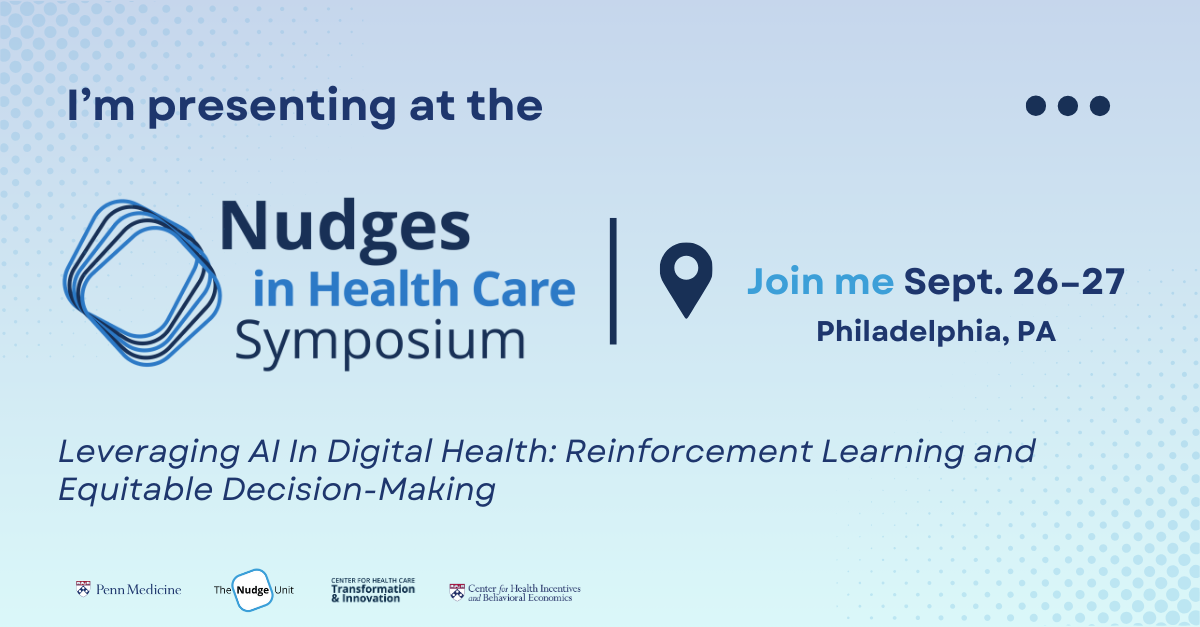 I’m presenting at the
Nudges
in Health Care
Symposium
Join me Sept. 26–27
Philadelphia, PA
Leveraging AI In Digital Health: Reinforcement Learning and
Equitable Decision-Making
Penn Medicine
The Nudge Unit
CENTER FOR HEALTH CARE
Transformation
& Innovation
Center for Health Incentives
and Behavioral Economics